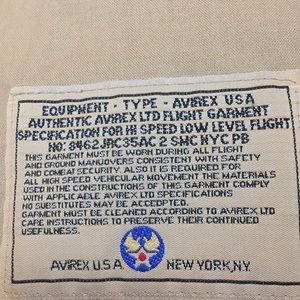 EQUIPMENT - TYPE - AVIREX USA
AUTHENTIC AVIREX LTD FLIGHT GARMENT
SPECIFICATION FOR HI SPEED LOW LEVEL FLIGHT
NO: 8462JRC35AC 2 SMC NYC PB
THIS GARMENT MUST BE WORN DURING ALL FLIGHT
AND GROUND MANUOVERS CONSISTENT WITH SAFETY
AND COMBAT SECURITY. ALSO IT IS REQUIRED FOR
ALL HIGH SPEED VEHICULAR MOVEMENT THE MATERIALS
USED IN THE CONSTRUCTIONS OF THIS GARMENT COMPLY
WITH APPLICABLE AVIREX LTD SPECIFICATIONS
NO SUBSTITUTES MAY BE ACCEPTED.
GARMENT MUST BE CLEANED ACCORDING TO AVIREX LTD
CARE INSTRUCTIONS TO PRESERVE THEIR CONTINUED
USEFULNESS.
AVIREX U.S.A. NEW YORK, N.Y.